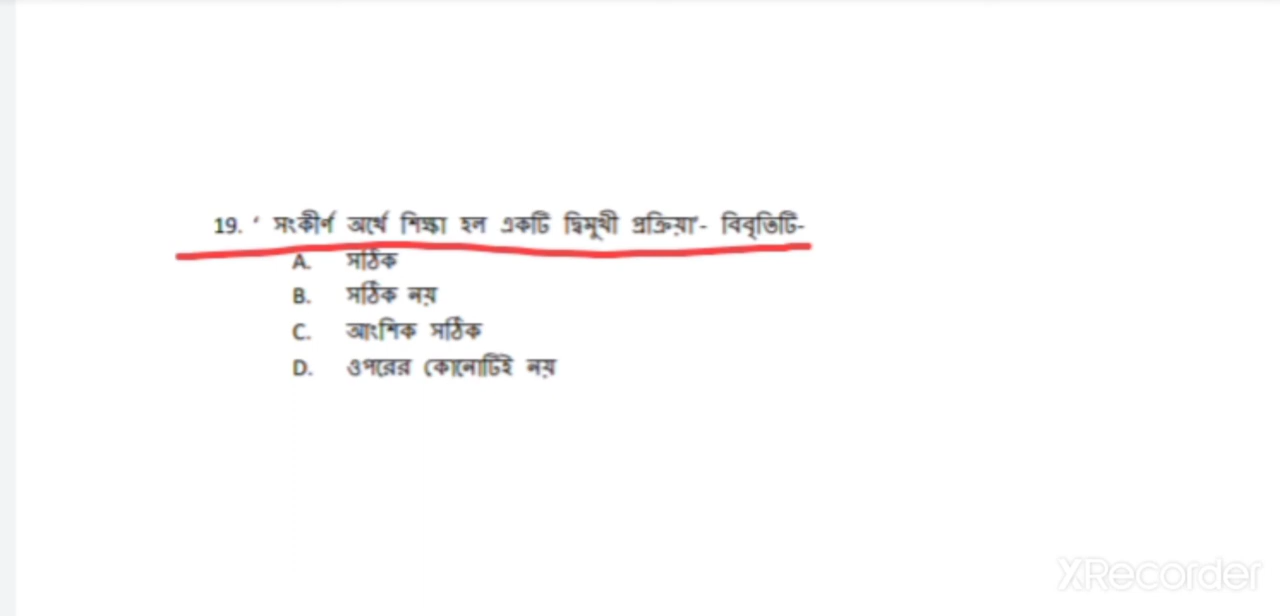 19. ‘ সংকীর্ণ অর্থে শিক্ষা হল একটি দ্বিমুখী প্রক্রিয়া’- বিবৃতিটি-
A. সঠিক
B. সঠিক নয়
C. আংশিক সঠিক
D. ওপরের কোনোটিই নয়
XRecorder